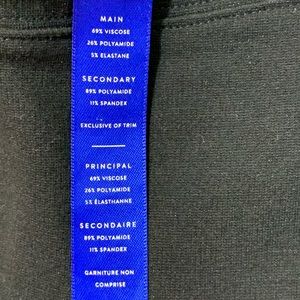 MAIN
69% VISCOSE
26% POLYAMIDE
5% ELASTANE
SECONDARY
89% POLYAMIDE
11% SPANDEX
EXCLUSIVE OF TRIM
PRINCIPAL
69% VISCOSE
26% POLYAMIDE
5% ÉLASTHANNE
SECONDAIRE
89% POLYAMIDE
11% SPANDEX
GARNITURE NON
COMPRISE